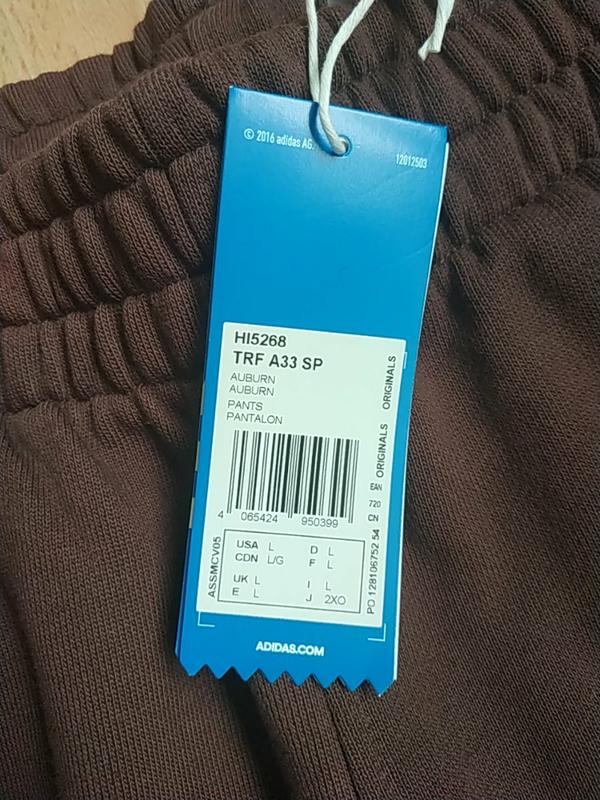 © 2016 adidas AG.
12012503
HI5268
TRF A33 SP
AUBURN
AUBURN
PANTS
PANTALON
ORIGINALS
ORIGINALS
EAN
720
CN
4 065424 950399
USA L D L
CDN L/G F L
UK L I L
E L J 2XO
ASSMCV05
PO 128106752 54
ADIDAS.COM